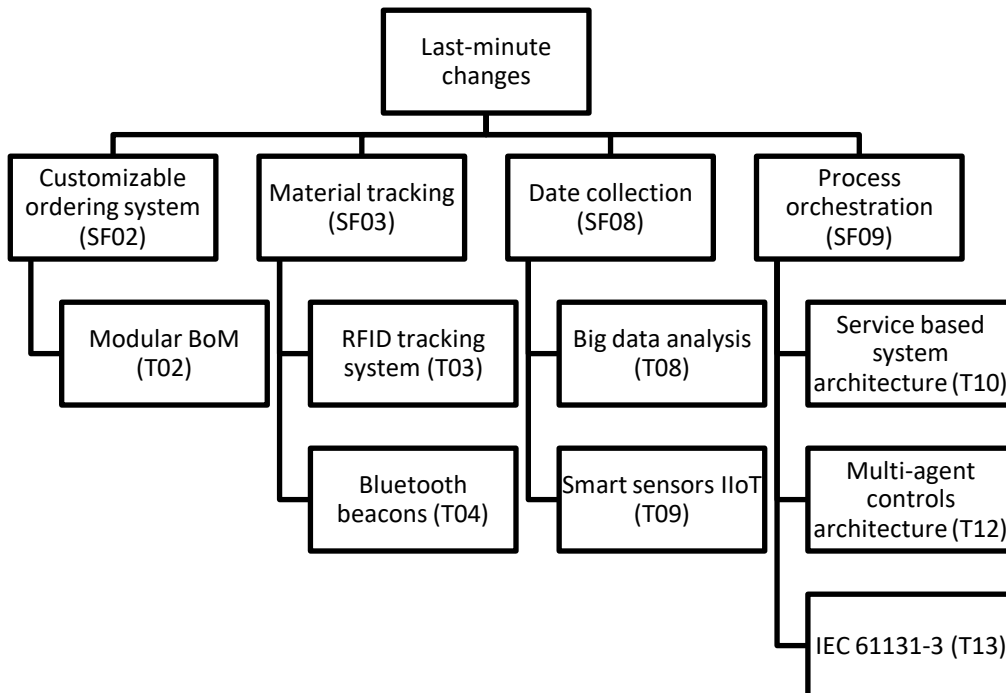 Last-minute
changes
Customizable
ordering system
(SF02)
Material tracking
(SF03)
Date collection
(SF08)
Process
orchestration
(SF09)
Modular BoM
(T02)
RFID tracking
system (T03)
Big data analysis
(T08)
Service based
system
architecture (T10)
Bluetooth
beacons (T04)
Smart sensors IIoT
(T09)
Multi-agent
controls
architecture (T12)
IEC 61131-3 (T13)